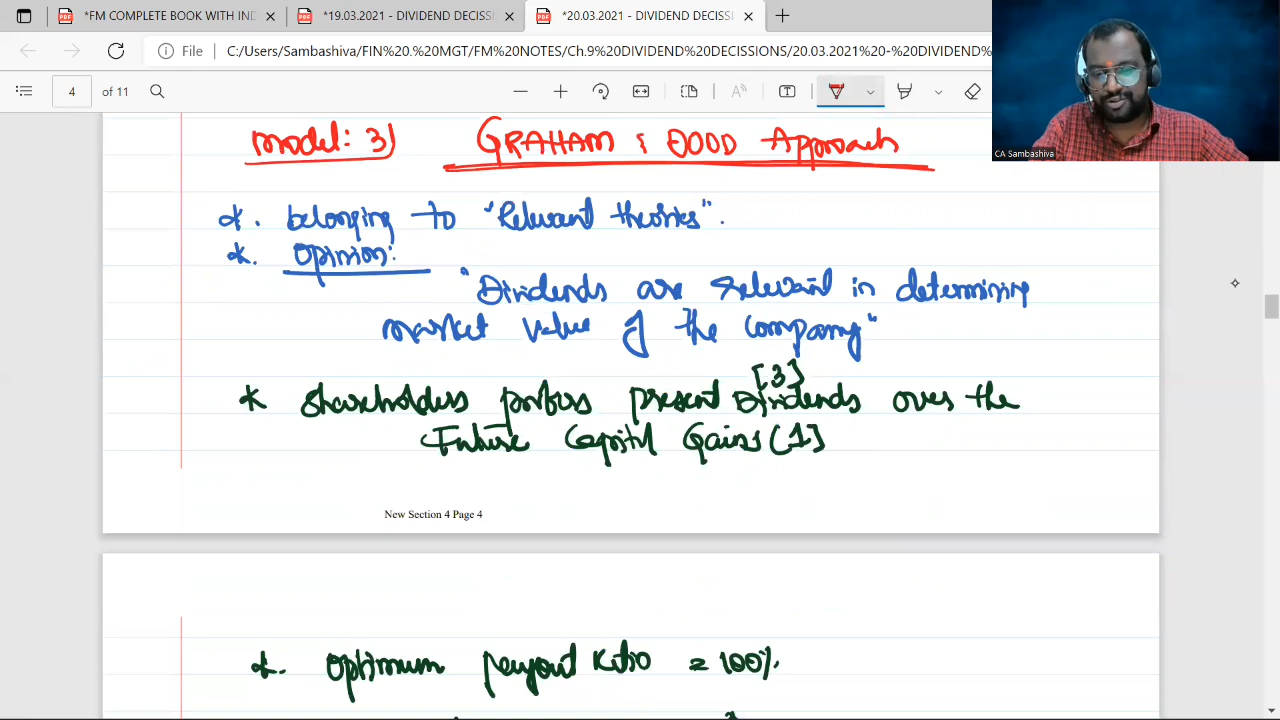 *FM COMPLETE BOOK WITH IND
*19.03.2021 - DIVIDEND DECISSI
*20.03.2021 - DIVIDEND DECISSI
File
C:/Users/Sambashiva/FIN%20.%20MGT/FM%20NOTES/Ch.9%20DIVIDEND%20DECISSIONS/20.03.2021%20-%20DIVIDEND%
4 of 11
CA Sambashiva
model: 3) GRAHAM & DOOD Approach
*. belonging to "Relevant theories".
*. Opinion:
"Dividends are relevant in determining
market value of the company"
[3]
* Shareholders prefers present Dividends over the
Future Capital Gains [1]
New Section 4 Page 4
*. Optimum payout Ratio = 100%